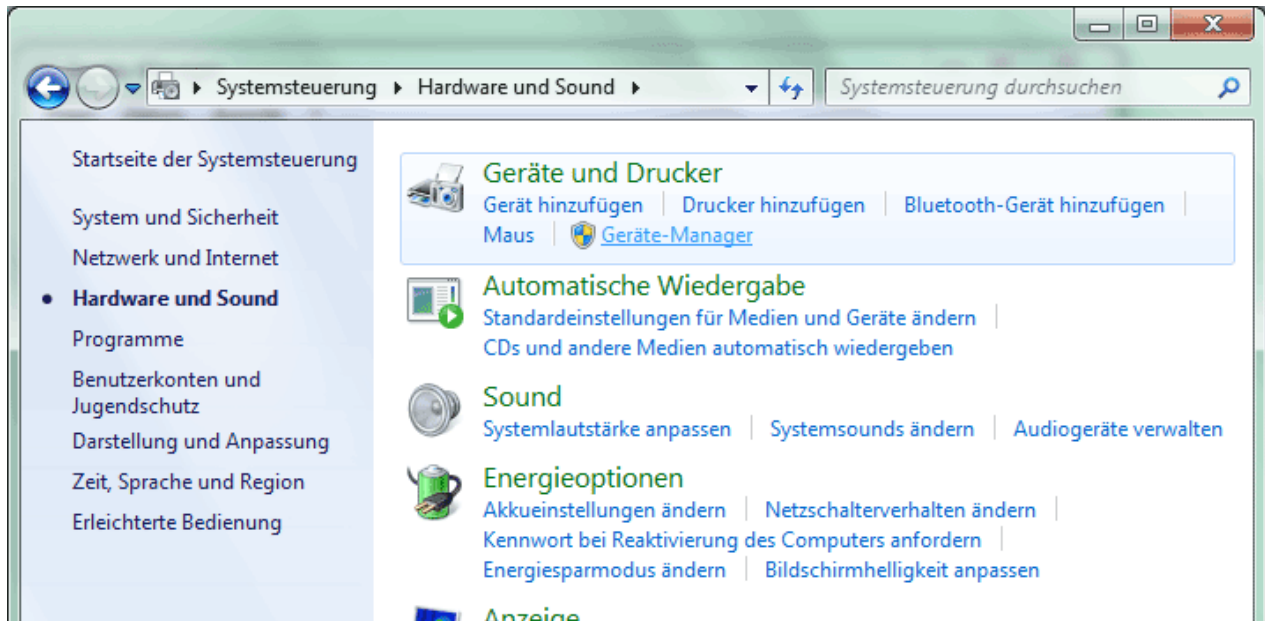 Systemsteuerung Hardware und Sound Systemsteuerung durchsuchen
Startseite der Systemsteuerung
System und Sicherheit
Netzwerk und Internet
Hardware und Sound
Programme
Benutzerkonten und
Jugendschutz
Darstellung und Anpassung
Zeit, Sprache und Region
Erleichterte Bedienung
Geräte und Drucker
Gerät hinzufügen Drucker hinzufügen Bluetooth-Gerät hinzufügen
Maus Geräte-Manager
Automatische Wiedergabe
Standardeinstellungen für Medien und Geräte ändern
CDs und andere Medien automatisch wiedergeben
Sound
Systemlautstärke anpassen Systemsounds ändern Audiogeräte verwalten
Energieoptionen
Akkueinstellungen ändern Netzschalterverhalten ändern
Kennwort bei Reaktivierung des Computers anfordern
Energiesparmodus ändern Bildschirmhelligkeit anpassen
Anzeige